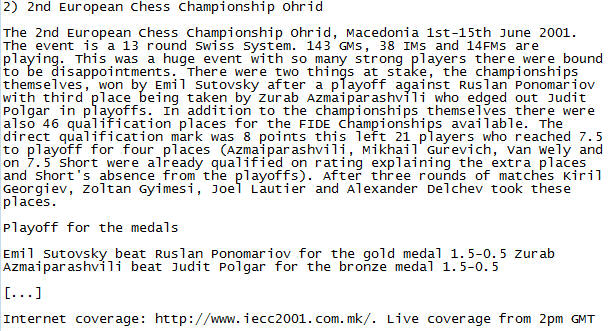 2) 2nd European Chess Championship Ohrid
The 2nd European Chess Championship Ohrid, Macedonia 1st-15th June 2001.
The event is a 13 round Swiss System. 143 GMs, 38 IMs and 14FMs are
playing. This was a huge event with so many strong players there were bound
to be disappointments. There were two things at stake, the championships
themselves, won by Emil Sutovsky after a playoff against Ruslan Ponomariov
with third place being taken by Zurab Azmaiparashvili who edged out Judit
Polgar in playoffs. In addition to the championships themselves there were
also 46 qualification places for the FIDE Championships available. The
direct qualification mark was 8 points this left 21 players who reached 7.5
to playoff for four places (Azmaiparashvili, Mikhail Gurevich, Van Wely and
on 7.5 Short were already qualified on rating explaining the extra places
and Short's absence from the playoffs). After three rounds of matches Kiril
Georgiev, Zoltan Gyimesi, Joel Lautier and Alexander Delchev took these
places.
Playoff for the medals
Emil Sutovsky beat Ruslan Ponomariov for the gold medal 1.5-0.5 Zurab
Azmaiparashvili beat Judit Polgar for the bronze medal 1.5-0.5
[...]
Internet coverage: http://www.iecc2001.com.mk/. Live coverage from 2pm GMT